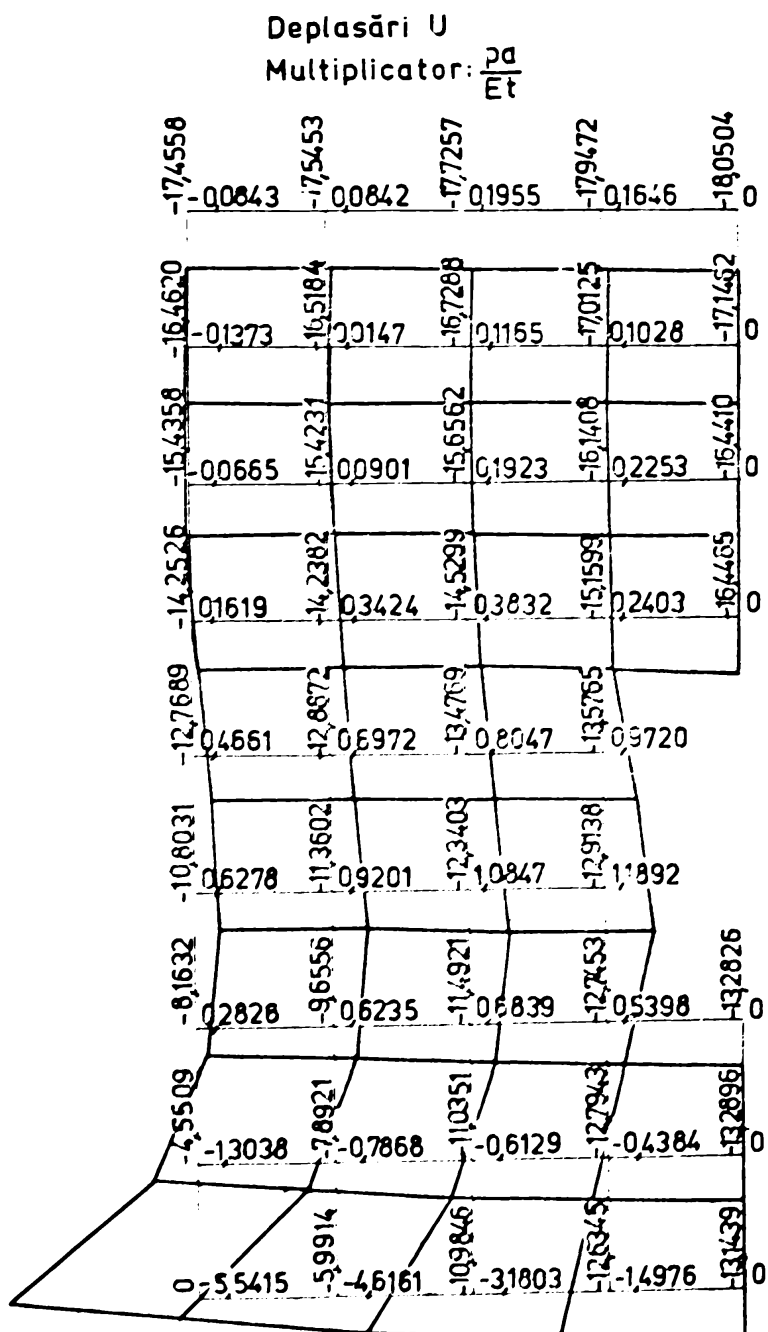 Deplasări U
Multiplicator: pa/Et
-17,4558 -17,5453 -17,7257 -17,9472 -18,0504
-0,0843 0,0842 0,1955 0,1646 0
-16,4620 -16,5184 -16,7288 -17,0125 -17,1462
-0,1373 0,0147 0,1165 0,1028 0
-15,4358 -15,4231 -15,6562 -16,1408 -16,4410
-0,0665 0,0901 0,1923 0,2253 0
-14,2526 -14,2382 -14,5299 -15,1599 -16,4465
0,1619 0,3424 0,3832 0,2403 0
-12,7689 -12,8672 -13,4769 -13,5765
0,4661 0,6972 0,8047 0,9720
-10,8031 -11,3602 -12,3403 -12,9138
0,6278 0,9201 1,0847 1,1892
-8,1632 -9,6556 -11,4921 -12,7453 -13,2826
0,2828 0,6235 0,6839 0,5398 0
-4,5509 -7,8921 -11,0351 -12,7943 -13,2896
-1,3038 -0,7868 -0,6129 -0,4384 0
0 -5,9914 -10,9846 -12,6345 -13,1439
-5,5415 -4,6161 -3,1803 -1,4976 0